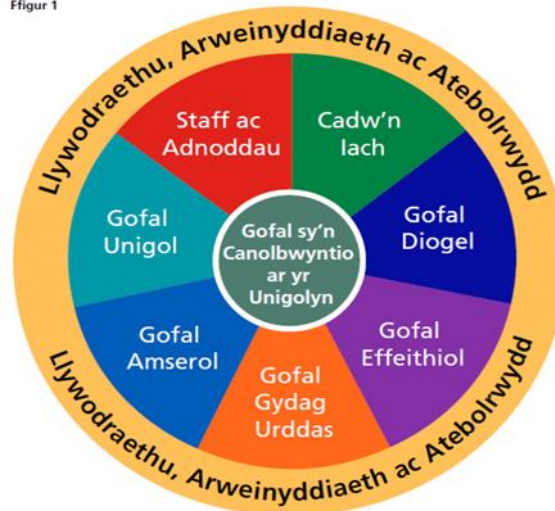 Ffigur 1
Llywodraethu, Arweinyddiaeth ac Atebolrwydd
Staff ac
Adnoddau
Cadw'n
Iach
Gofal
Unigol
Gofal sy'n
Canolbwyntio
ar yr
Unigolyn
Gofal
Diogel
Gofal
Amserol
Gofal
Effeithiol
Gofal
Gydag
Urddas
Llywodraethu, Arweinyddiaeth ac Atebolrwydd